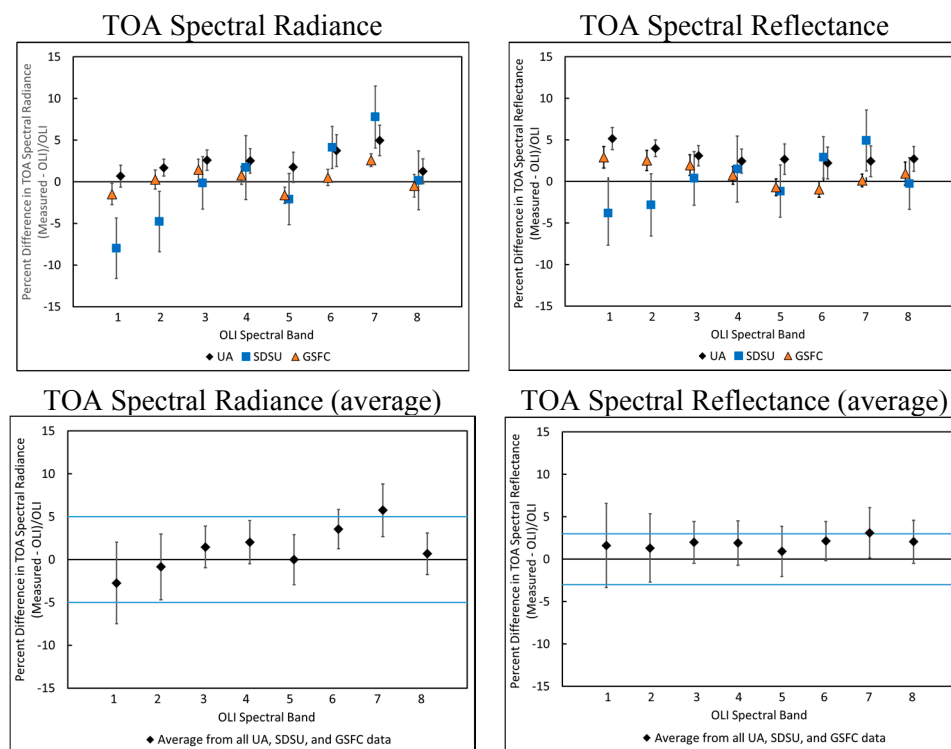 TOA Spectral Radiance
Percent Difference in TOA Spectral Radiance
(Measured - OLI)/OLI
15
10
5
0
-5
-10
-15
1 2 3 4 5 6 7 8
OLI Spectral Band
UA SDSU GSFC
TOA Spectral Reflectance
Percent Difference in TOA Spectral Reflectance
(Measured - OLI)/OLI
15
10
5
0
-5
-10
-15
1 2 3 4 5 6 7 8
OLI Spectral Band
UA SDSU GSFC
TOA Spectral Radiance (average)
Percent Difference in TOA Spectral Radiance
(Measured - OLI)/OLI
15
10
5
0
-5
-10
-15
1 2 3 4 5 6 7 8
OLI Spectral Band
Average from all UA, SDSU, and GSFC data
TOA Spectral Reflectance (average)
Percent Difference in TOA Spectral Reflectance
(Measured - OLI)/OLI
15
10
5
0
-5
-10
-15
1 2 3 4 5 6 7 8
OLI Spectral Band
Average from all UA, SDSU, and GSFC data